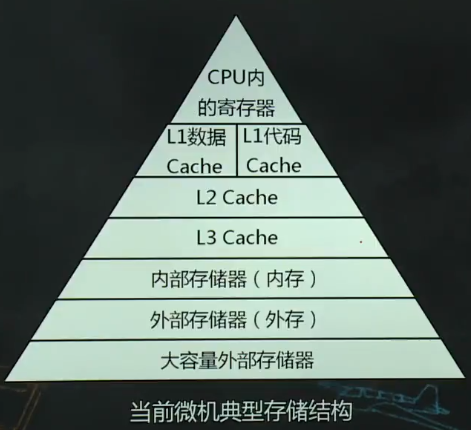 CPU内
的寄存器
L1数据 L1代码
Cache Cache
L2 Cache
L3 Cache
内部存储器（内存）
外部存储器（外存）
大容量外部存储器
当前微机典型存储结构